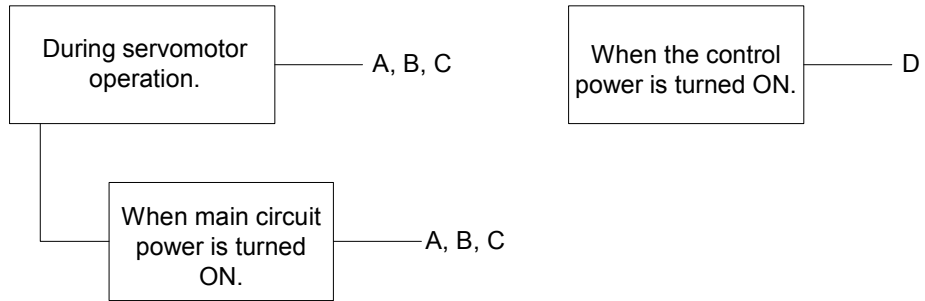 During servomotor
operation.
A, B, C
When the control
power is turned ON.
D
When main circuit
power is turned
ON.
A, B, C